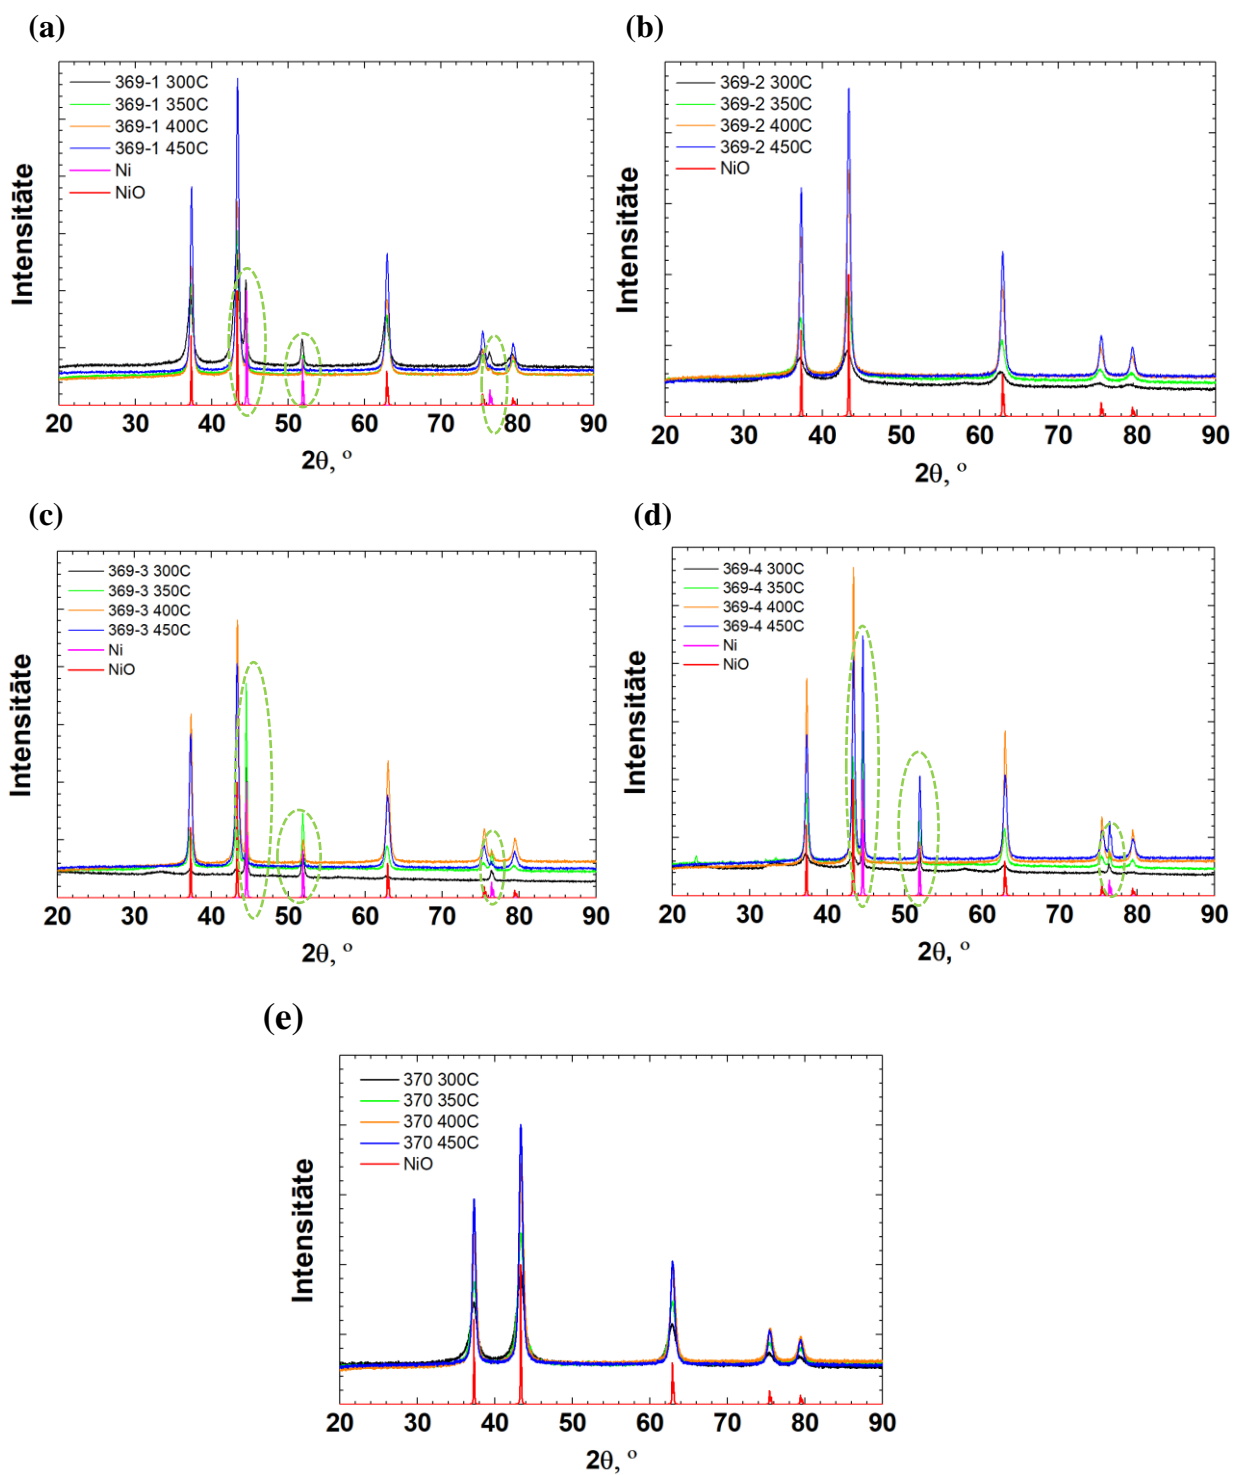 (a)
369-1 300C
369-1 350C
369-1 400C
369-1 450C
Ni
NiO
Intensitāte
20 30 40 50 60 70 80 90
2θ, º
(b)
369-2 300C
369-2 350C
369-2 400C
369-2 450C
NiO
Intensitāte
20 30 40 50 60 70 80 90
2θ, º
(c)
369-3 300C
369-3 350C
369-3 400C
369-3 450C
Ni
NiO
Intensitāte
20 30 40 50 60 70 80 90
2θ, º
(d)
369-4 300C
369-4 350C
369-4 400C
369-4 450C
Ni
NiO
Intensitāte
20 30 40 50 60 70 80 90
2θ, º
(e)
370 300C
370 350C
370 400C
370 450C
NiO
Intensitāte
20 30 40 50 60 70 80 90
2θ, º